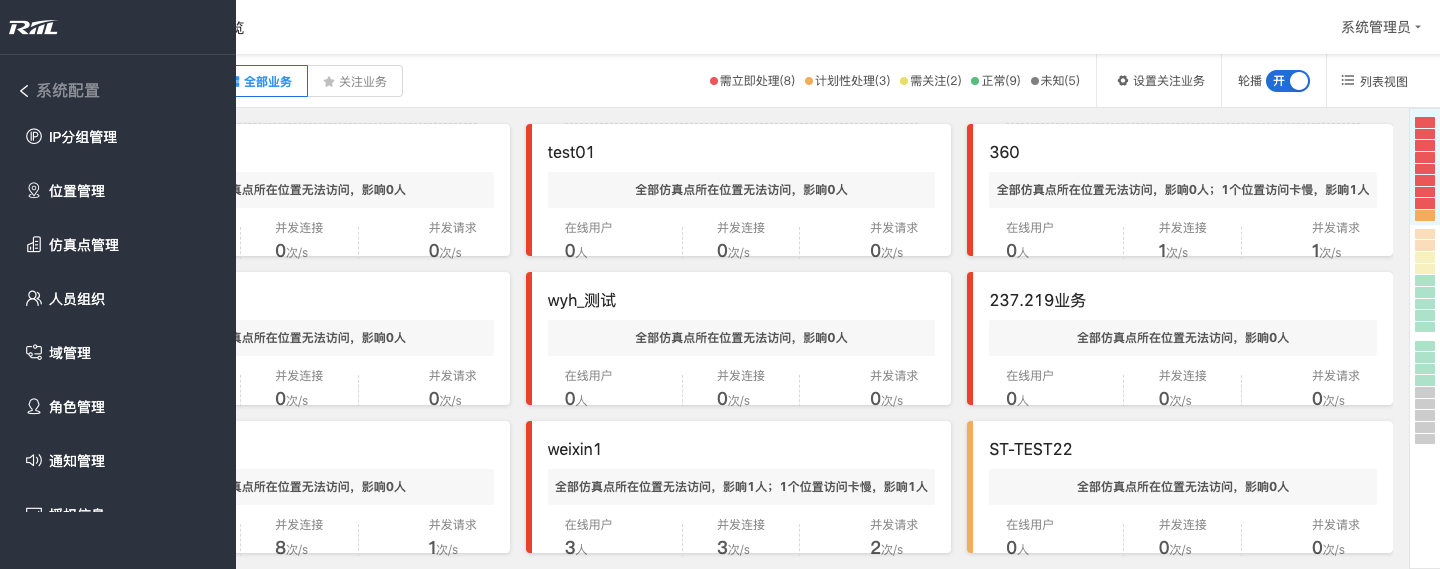 RIIL
览
系统管理员
系统配置
IP分组管理
位置管理
仿真点管理
人员组织
域管理
角色管理
通知管理
授权信息
全部业务
关注业务
需立即处理(8)
计划性处理(3)
需关注(2)
正常(9)
未知(5)
设置关注业务
轮播
开
列表视图
真点所在位置无法访问，影响0人
并发连接
并发请求
0次/s
0次/s
test01
全部仿真点所在位置无法访问，影响0人
在线用户
并发连接
并发请求
0人
0次/s
0次/s
360
全部仿真点所在位置无法访问，影响0人；1个位置访问卡慢，影响1人
在线用户
并发连接
并发请求
0人
1次/s
1次/s
真点所在位置无法访问，影响0人
并发连接
并发请求
0次/s
0次/s
wyh_测试
全部仿真点所在位置无法访问，影响0人
在线用户
并发连接
并发请求
0人
0次/s
0次/s
237.219业务
全部仿真点所在位置无法访问，影响0人
在线用户
并发连接
并发请求
0人
0次/s
0次/s
真点所在位置无法访问，影响0人
并发连接
并发请求
8次/s
1次/s
weixin1
全部仿真点所在位置无法访问，影响1人；1个位置访问卡慢，影响1人
在线用户
并发连接
并发请求
3人
3次/s
2次/s
ST-TEST22
全部仿真点所在位置无法访问，影响0人
在线用户
并发连接
并发请求
0人
0次/s
0次/s